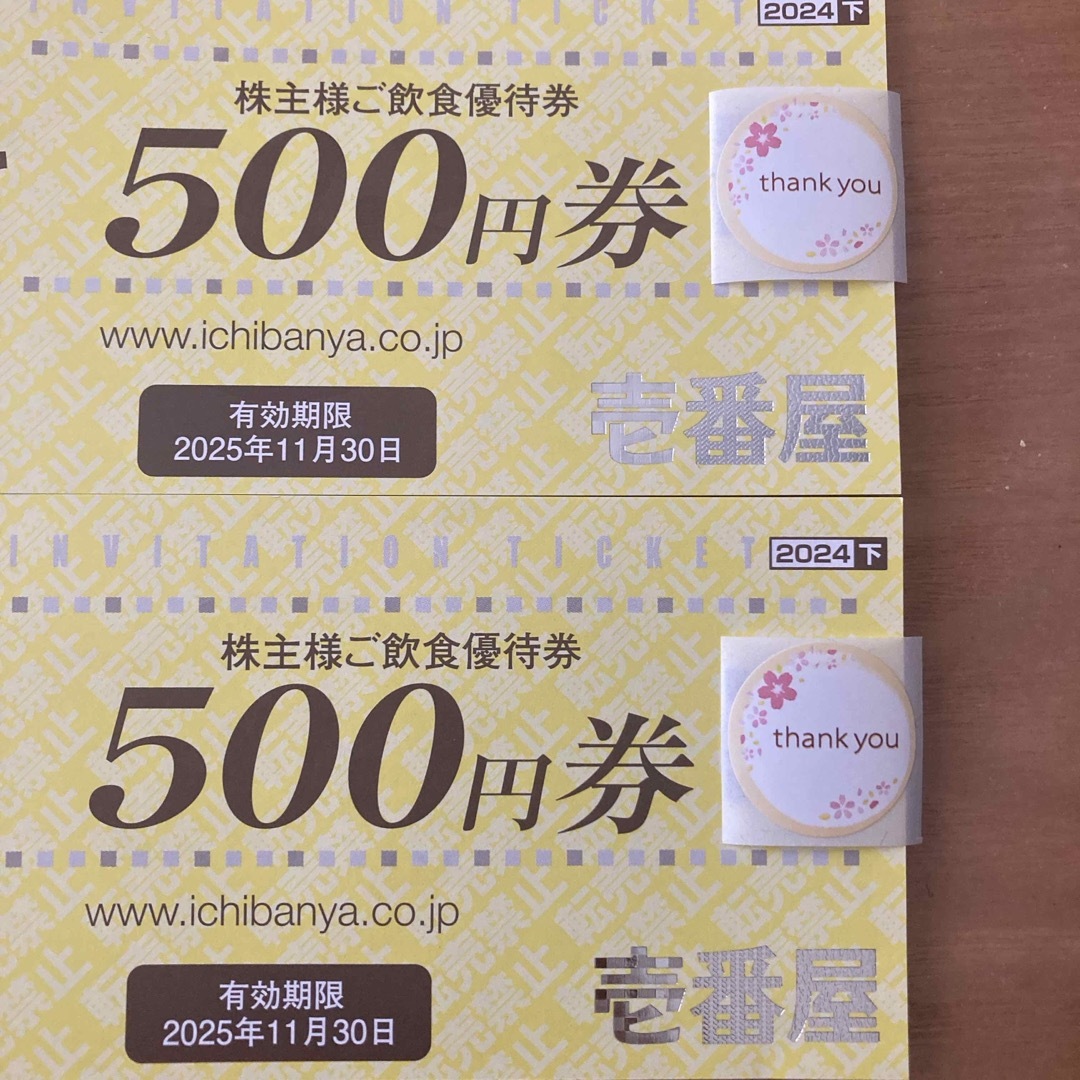 INVITATION TICKET 2024下
株主様ご飲食優待券
500円券
thank you
www.ichibanya.co.jp
有効期限
2025年11月30日
壱番屋
INVITATION TICKET 2024下
株主様ご飲食優待券
500円券
thank you
www.ichibanya.co.jp
有効期限
2025年11月30日
壱番屋